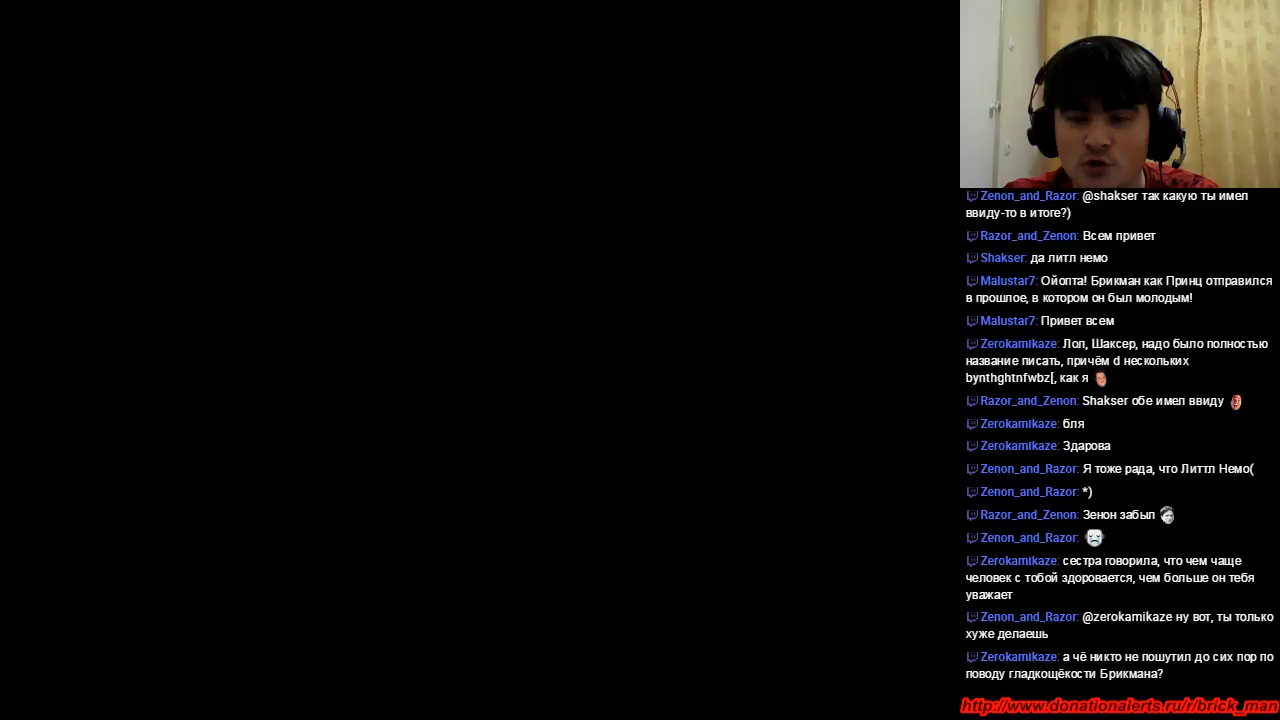 Zenon_and_Razor: @shakser так какую ты имел
ввиду-то в итоге?)
Razor_and_Zenon: Всем привет
Shakser: да литл немо
Malustar7: Ойопта! Брикман как Принц отправился
в прошлое, в котором он был молодым!
Malustar7: Привет всем
Zerokamikaze: Лол, Шаксер, надо было полностью
название писать, причём d нескольких
bynthghtnfwbz[, как я
Razor_and_Zenon: Shakser обе имел ввиду
Zerokamikaze: бля
Zerokamikaze: Здарова
Zenon_and_Razor: Я тоже рада, что Литтл Немо(
Zenon_and_Razor: *)
Razor_and_Zenon: Зенон забыл
Zenon_and_Razor:
Zerokamikaze: сестра говорила, что чем чаще
человек с тобой здоровается, чем больше он тебя
уважает
Zenon_and_Razor: @zerokamikaze ну вот, ты только
хуже делаешь
Zerokamikaze: а чё никто не пошутил до сих пор по
поводу гладкощёкости Брикмана?
http://www.donationalerts.ru/r/brick_man